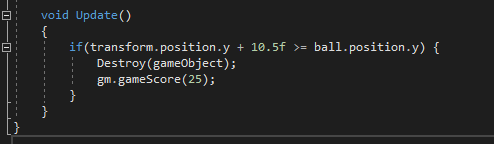 void Update()
{
if(transform.position.y + 10.5f >= ball.position.y) {
Destroy(gameObject);
gm.gameScore(25);
}
}
}